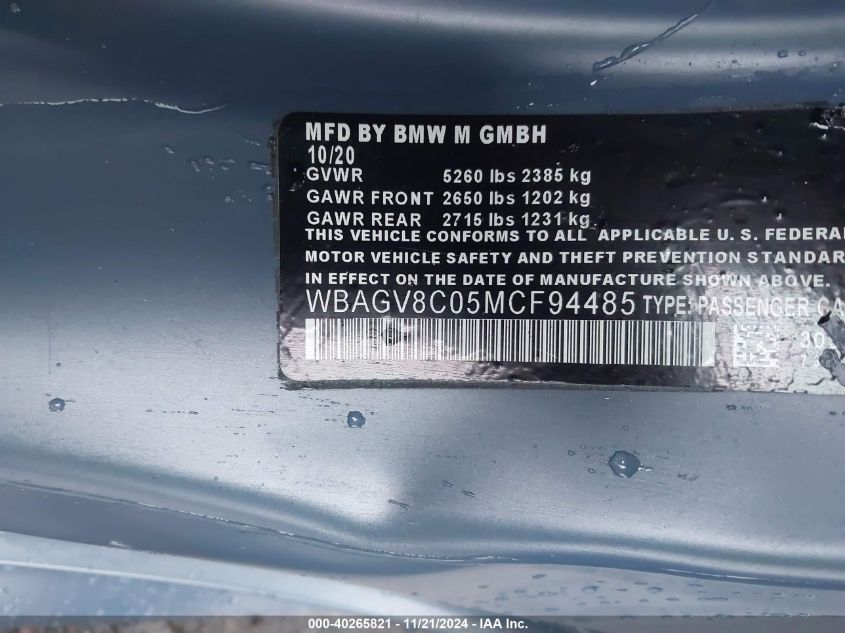 MFD BY BMW M GMBH
10/20
GVWR 5260 lbs 2385 kg
GAWR FRONT 2650 lbs 1202 kg
GAWR REAR 2715 lbs 1231 kg
THIS VEHICLE CONFORMS TO ALL APPLICABLE U. S. FEDERAL
MOTOR VEHICLE SAFETY AND THEFT PREVENTION STANDAR
IN EFFECT ON THE DATE OF MANUFACTURE SHOWN ABOVE.
WBAGV8C05MCF94485 TYPE: PASSENGER CA
000-40265821 - 11/21/2024 - IAA, Inc.